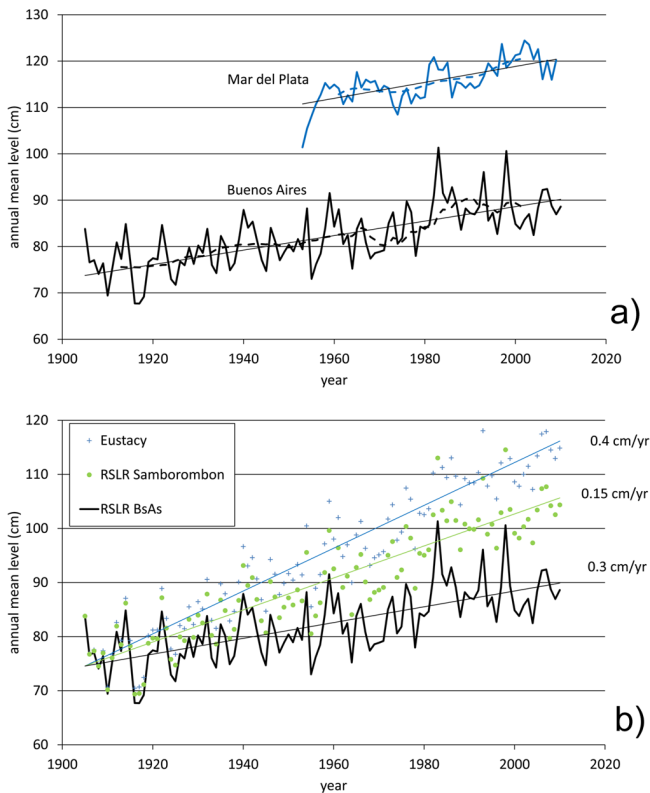 130
120
110
100
90
80
70
60
annual mean level (cm)
Mar del Plata
Buenos Aires
1900 1920 1940 1960 1980 2000 2020
year
a)
120
110
100
90
80
70
60
annual mean level (cm)
Eustacy
RSLR Samborombon
RSLR BsAs
0.4 cm/yr
0.15 cm/yr
0.3 cm/yr
1900 1920 1940 1960 1980 2000 2020
year
b)